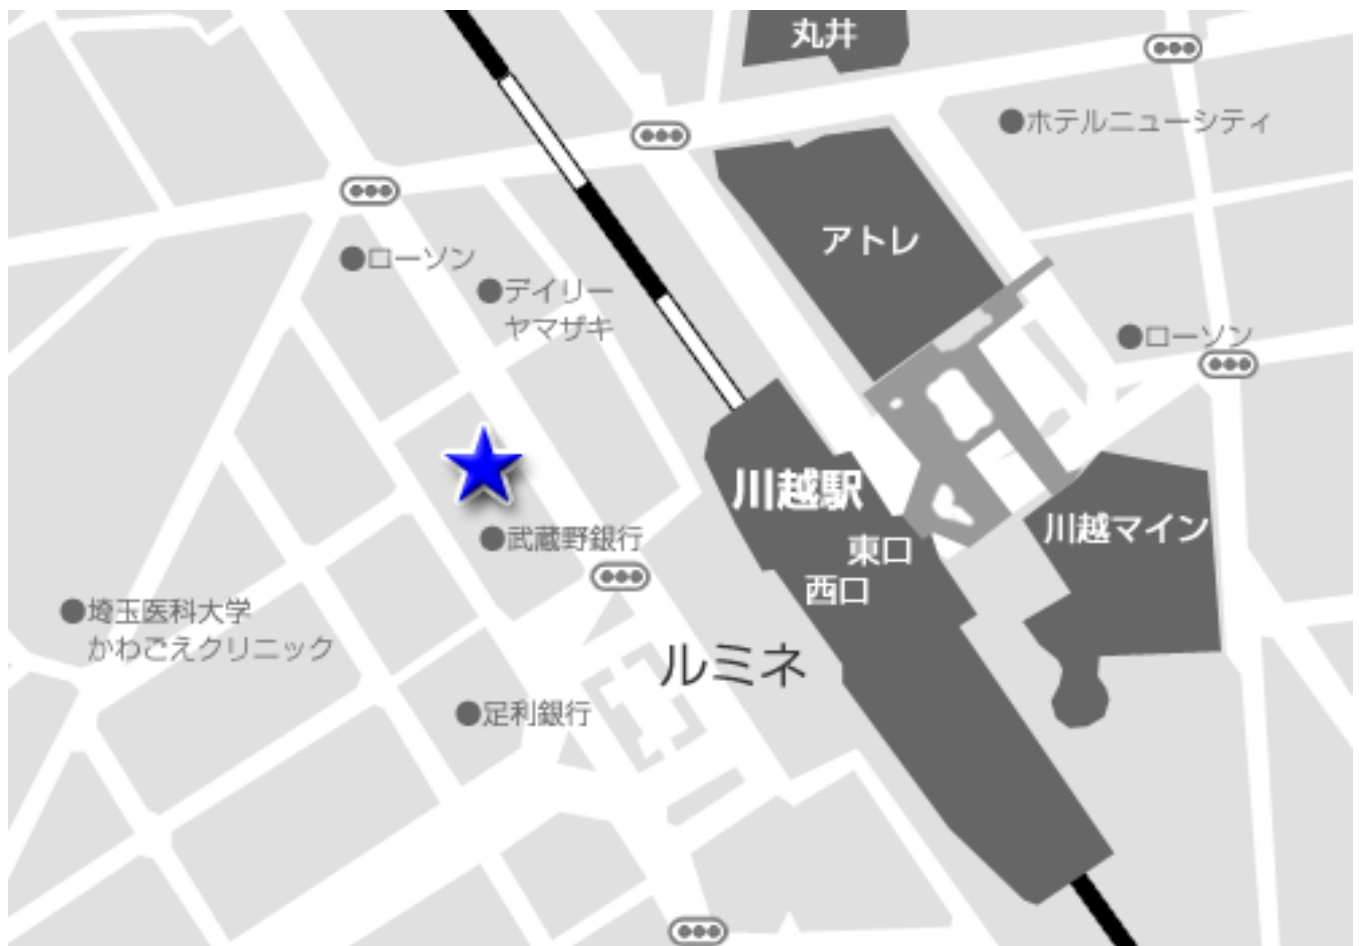 丸井
●ホテルニューシティ
アトレ
●ローソン
●デイリー
ヤマザキ
●ローソン
川越駅
東口
西口
川越マイン
●武蔵野銀行
●埼玉医科大学
かわごえクリニック
ルミネ
●足利銀行